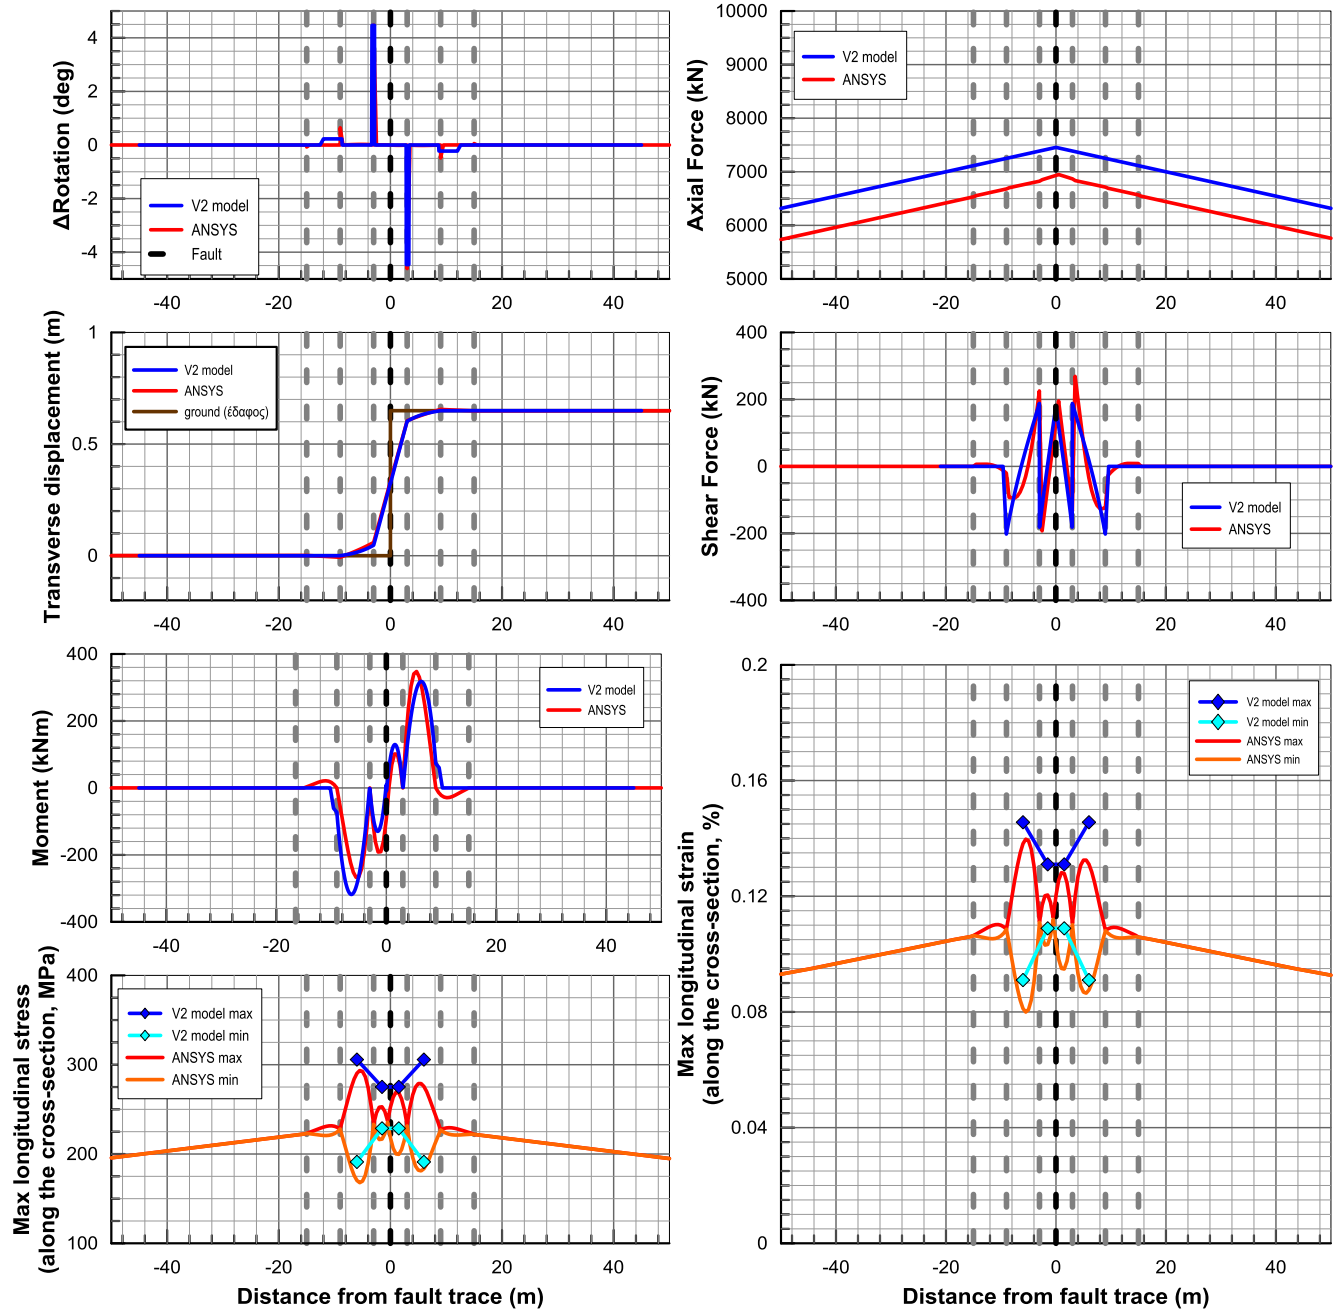 ΔRotation (deg)
4
2
0
-2
-4
V2 model
ANSYS
Fault
-40
-20
0
20
40
Axial Force (kN)
10000
9000
8000
7000
6000
5000
V2 model
ANSYS
-40
-20
0
20
40
Transverse displacement (m)
1
0.5
0
V2 model
ANSYS
ground (έδαφος)
-40
-20
0
20
40
Shear Force (kN)
400
200
0
-200
-400
V2 model
ANSYS
-40
-20
0
20
40
Moment (kNm)
400
200
0
-200
-400
V2 model
ANSYS
Max longitudinal stress
(along the cross-section, MPa)
400
300
200
100
V2 model max
V2 model min
ANSYS max
ANSYS min
-40
-20
0
20
40
Distance from fault trace (m)
Max longitudinal strain
(along the cross-section, %)
0.2
0.16
0.12
0.08
0.04
0
V2 model max
V2 model min
ANSYS max
ANSYS min
-40
-20
0
20
40
Distance from fault trace (m)